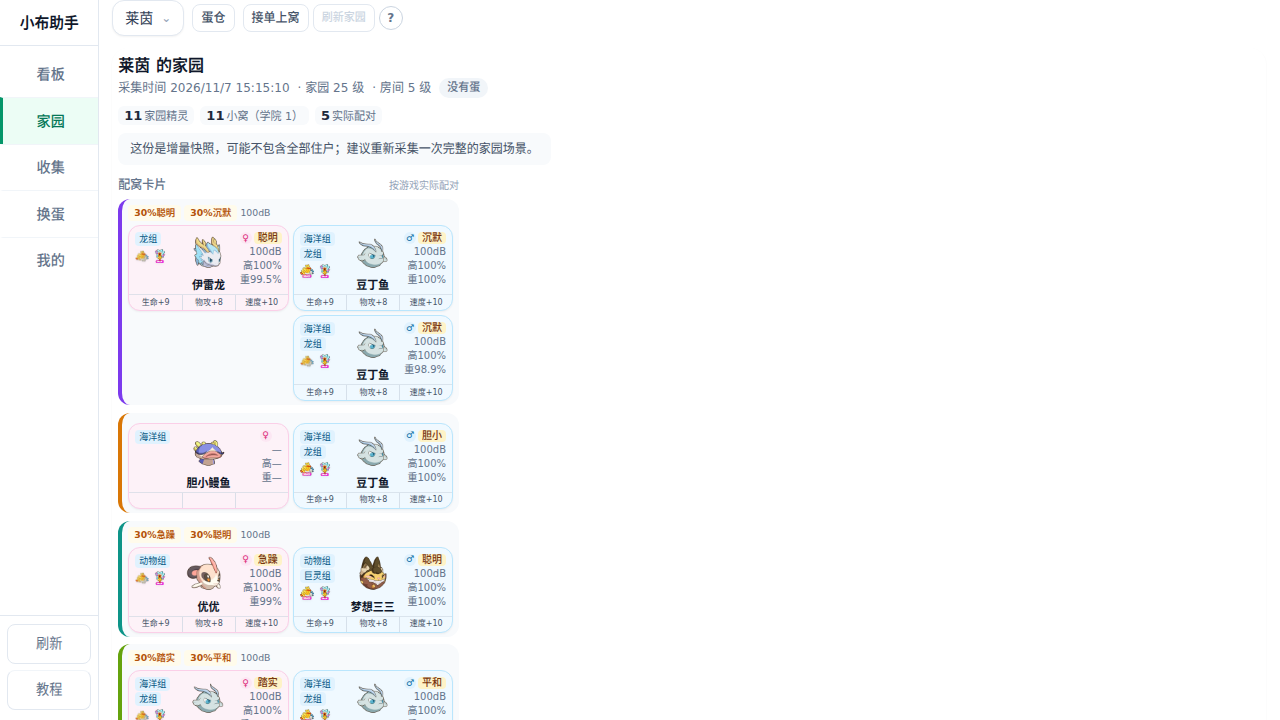 小布助手
看板
家园
收集
换蛋
我的
刷新
教程
莱茵
蛋仓
接单上窝
刷新家园
?
莱茵 的家园
采集时间 2026/11/7 15:15:10 · 家园 25 级 · 房间 5 级 没有蛋
11家园精灵 11小窝（学院 1） 5实际配对
这份是增量快照，可能不包含全部住户；建议重新采集一次完整的家园场景。
配窝卡片 按游戏实际配对
30%聪明 30%沉默 100dB
龙组
♀ 聪明
100dB
高100%
重99.5%
伊雷龙
生命+9 物攻+8 速度+10
海洋组
龙组
♂ 沉默
100dB
高100%
重100%
豆丁鱼
生命+9 物攻+8 速度+10
海洋组
龙组
♂ 沉默
100dB
高100%
重98.9%
豆丁鱼
生命+9 物攻+8 速度+10
海洋组
♀
—
高—
重—
胆小鳗鱼
海洋组
龙组
♂ 胆小
100dB
高100%
重100%
豆丁鱼
生命+9 物攻+8 速度+10
30%急躁 30%聪明 100dB
动物组
♀ 急躁
100dB
高100%
重99%
优优
生命+9 物攻+8 速度+10
动物组
巨灵组
♂ 聪明
100dB
高100%
重100%
梦想三三
生命+9 物攻+8 速度+10
30%踏实 30%平和 100dB
海洋组
龙组
♀ 踏实
100dB
高100%
海洋组
龙组
♂ 平和
100dB
高100%